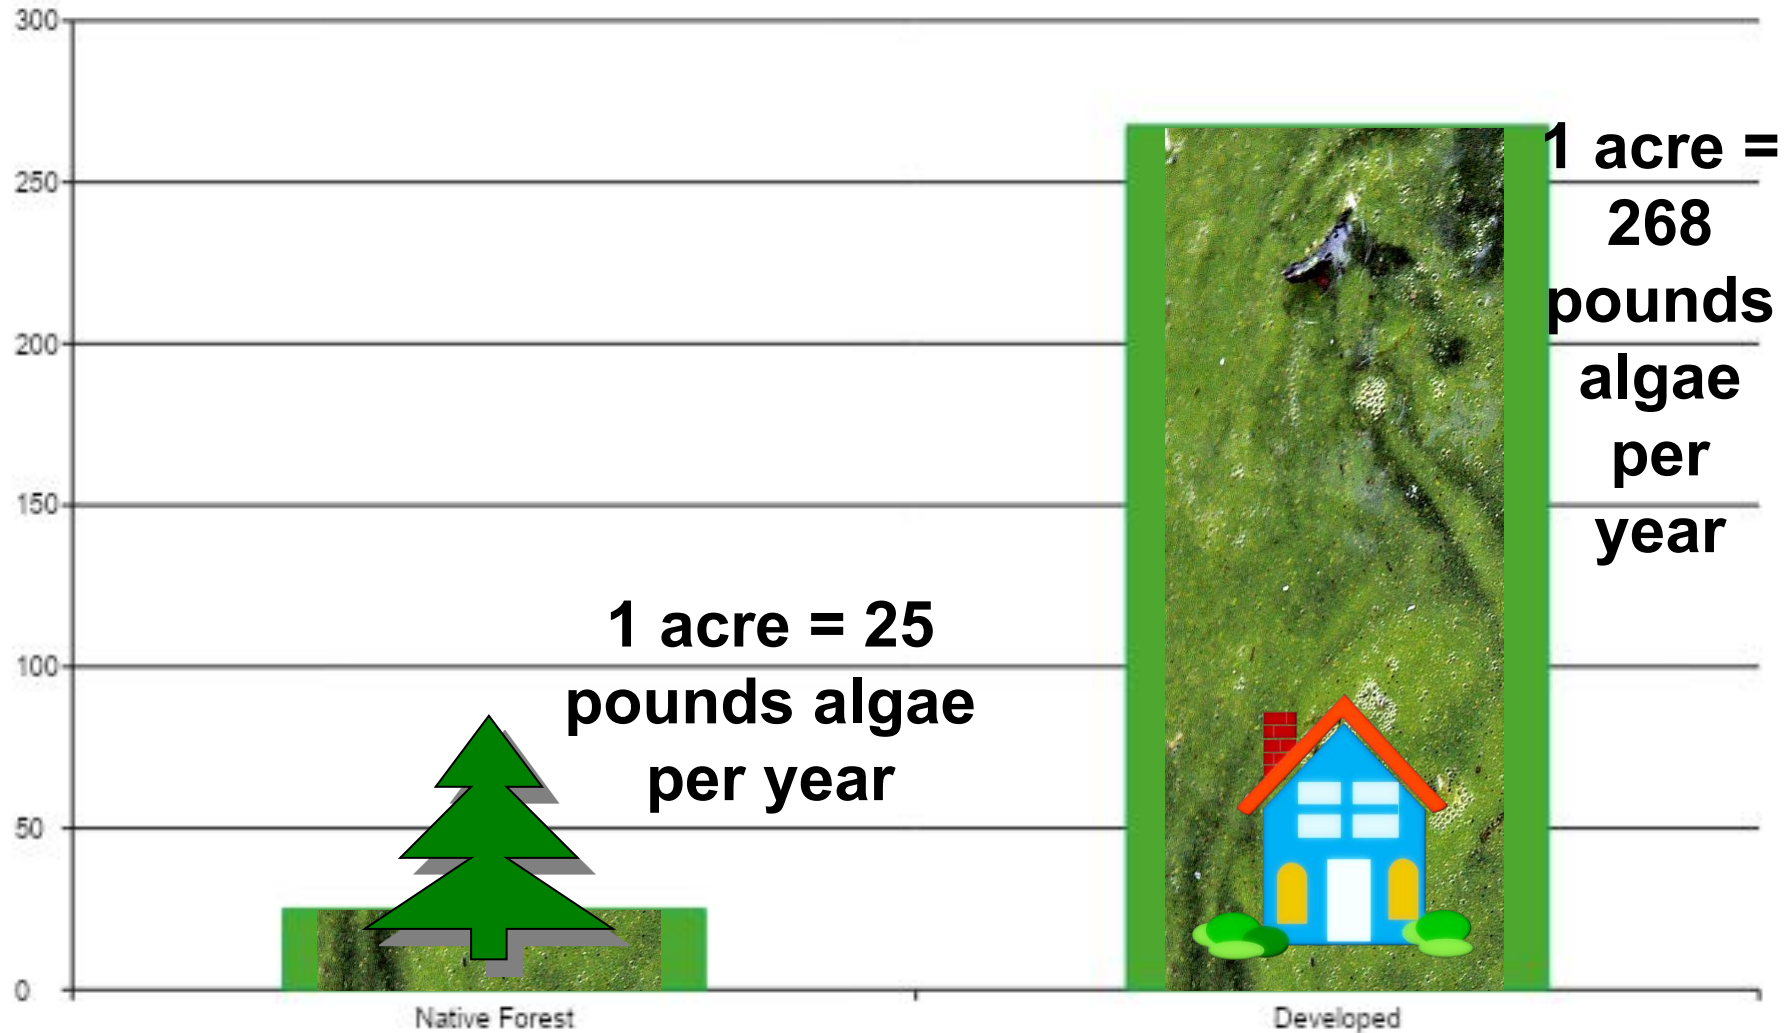 300
250
200
150
100
50
0
1 acre = 25
pounds algae
per year
1 acre =
268
pounds
algae
per
year
Native Forest
Developed